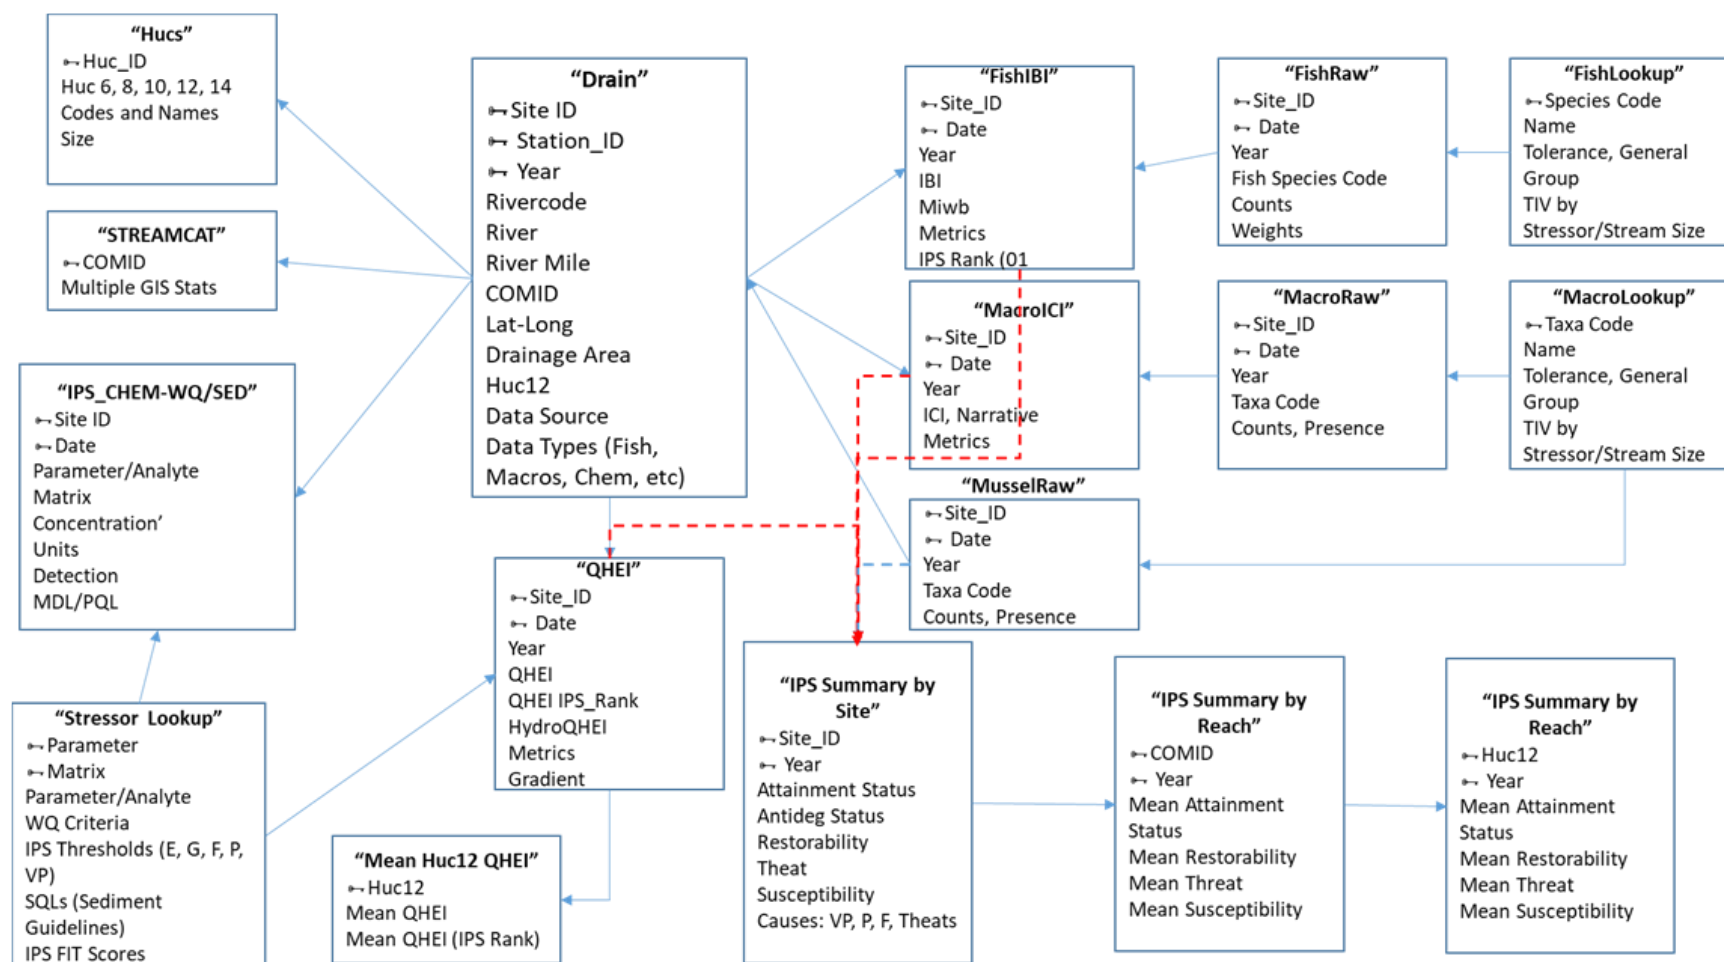 “Hucs”
Huc_ID
Huc 6, 8, 10, 12, 14
Codes and Names
Size
“STREAMCAT”
COMID
Multiple GIS Stats
“IPS_CHEM-WQ/SED”
Site ID
Date
Parameter/Analyte
Matrix
Concentration’
Units
Detection
MDL/PQL
“Stressor Lookup”
Parameter
Matrix
Parameter/Analyte
WQ Criteria
IPS Thresholds (E, G, F, P,
VP)
SQLs (Sediment
Guidelines)
IPS FIT Scores
“Drain”
Site ID
Station_ID
Year
Rivercode
River
River Mile
COMID
Lat-Long
Drainage Area
Huc12
Data Source
Data Types (Fish,
Macros, Chem, etc)
“QHEI”
Site_ID
Date
Year
QHEI
QHEI IPS_Rank
HydroQHEI
Metrics
Gradient
“Mean Huc12 QHEI”
Huc12
Mean QHEI
Mean QHEI (IPS Rank)
“FishIBI”
Site_ID
Date
Year
IBI
Miwb
Metrics
IPS Rank (01
“MacroICI”
Site_ID
Date
Year
ICI, Narrative
Metrics
“MusselRaw”
Site_ID
Date
Year
Taxa Code
Counts, Presence
“FishRaw”
Site_ID
Date
Year
Fish Species Code
Counts
Weights
“MacroRaw”
Site_ID
Date
Year
Taxa Code
Counts, Presence
“FishLookup”
Species Code
Name
Tolerance, General
Group
TIV by
Stressor/Stream Size
“MacroLookup”
Taxa Code
Name
Tolerance, General
Group
TIV by
Stressor/Stream Size
“IPS Summary by
Site”
Site_ID
Year
Attainment Status
Antideg Status
Restorability
Theat
Susceptibility
Causes: VP, P, F, Theats
“IPS Summary by
Reach”
COMID
Year
Mean Attainment
Status
Mean Restorability
Mean Threat
Mean Susceptibility
“IPS Summary by
Reach”
Huc12
Year
Mean Attainment
Status
Mean Restorability
Mean Threat
Mean Susceptibility